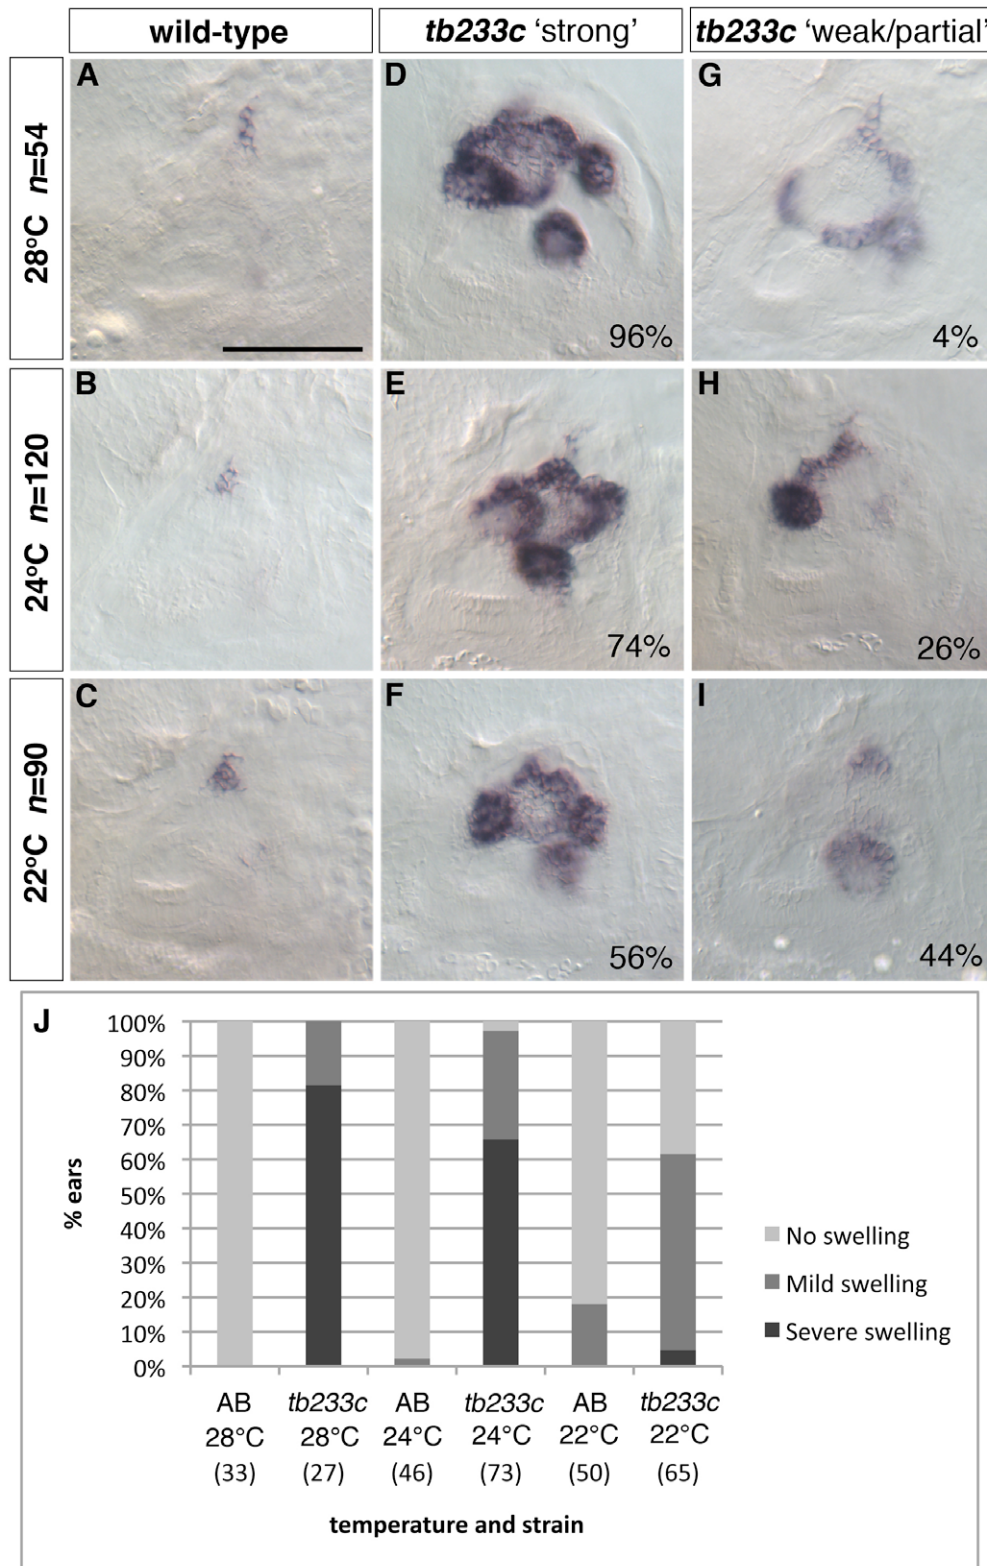 wild-type
tb233c ‘strong’
tb233c ‘weak/partial’
28°C n=54
A
D
96%
G
4%
24°C n=120
B
E
74%
H
26%
22°C n=90
C
F
56%
I
44%
J
100%
90%
80%
70%
60%
50%
40%
30%
20%
10%
0%
% ears
No swelling
Mild swelling
Severe swelling
AB tb233c AB tb233c AB tb233c
28°C 28°C 24°C 24°C 22°C 22°C
(33) (27) (46) (73) (50) (65)
temperature and strain